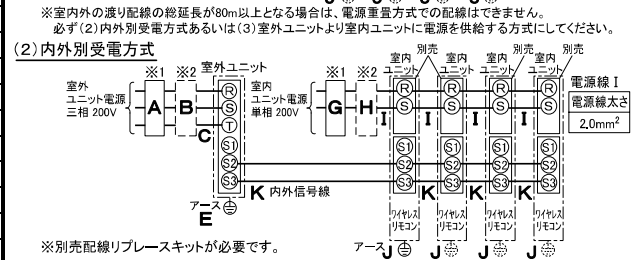 ※室内外の渡り配線の総延長が80m以上となる場合は、電源重畳方式での配線はできません。
必ず(2)内外別受電方式あるいは(3)室外ユニットより室内ユニットに電源を供給する方式にしてください。
(2)内外別受電方式
室外ユニット
室内ユニット
別売
室内ユニット
室内ユニット
別売
室内ユニット
別売
※1
※2
※1
※2
室外
ユニット電源
三相 200V
A
B
C
R
S
T
S1
S2
S3
室内
ユニット電源
単相 200V
G
H
I
I
I
I
R
S
R
S
R
S
R
S
電源線 I
電源線太さ
2.0mm²
S1
S2
S3
S1
S2
S3
S1
S2
S3
S1
S2
S3
K 内外信号線
K
K
K
アース
E
ワイヤレス
リモコン
ワイヤレス
リモコン
ワイヤレス
リモコン
ワイヤレス
リモコン
アース J
J
J
J
※別売配線リプレースキットが必要です。